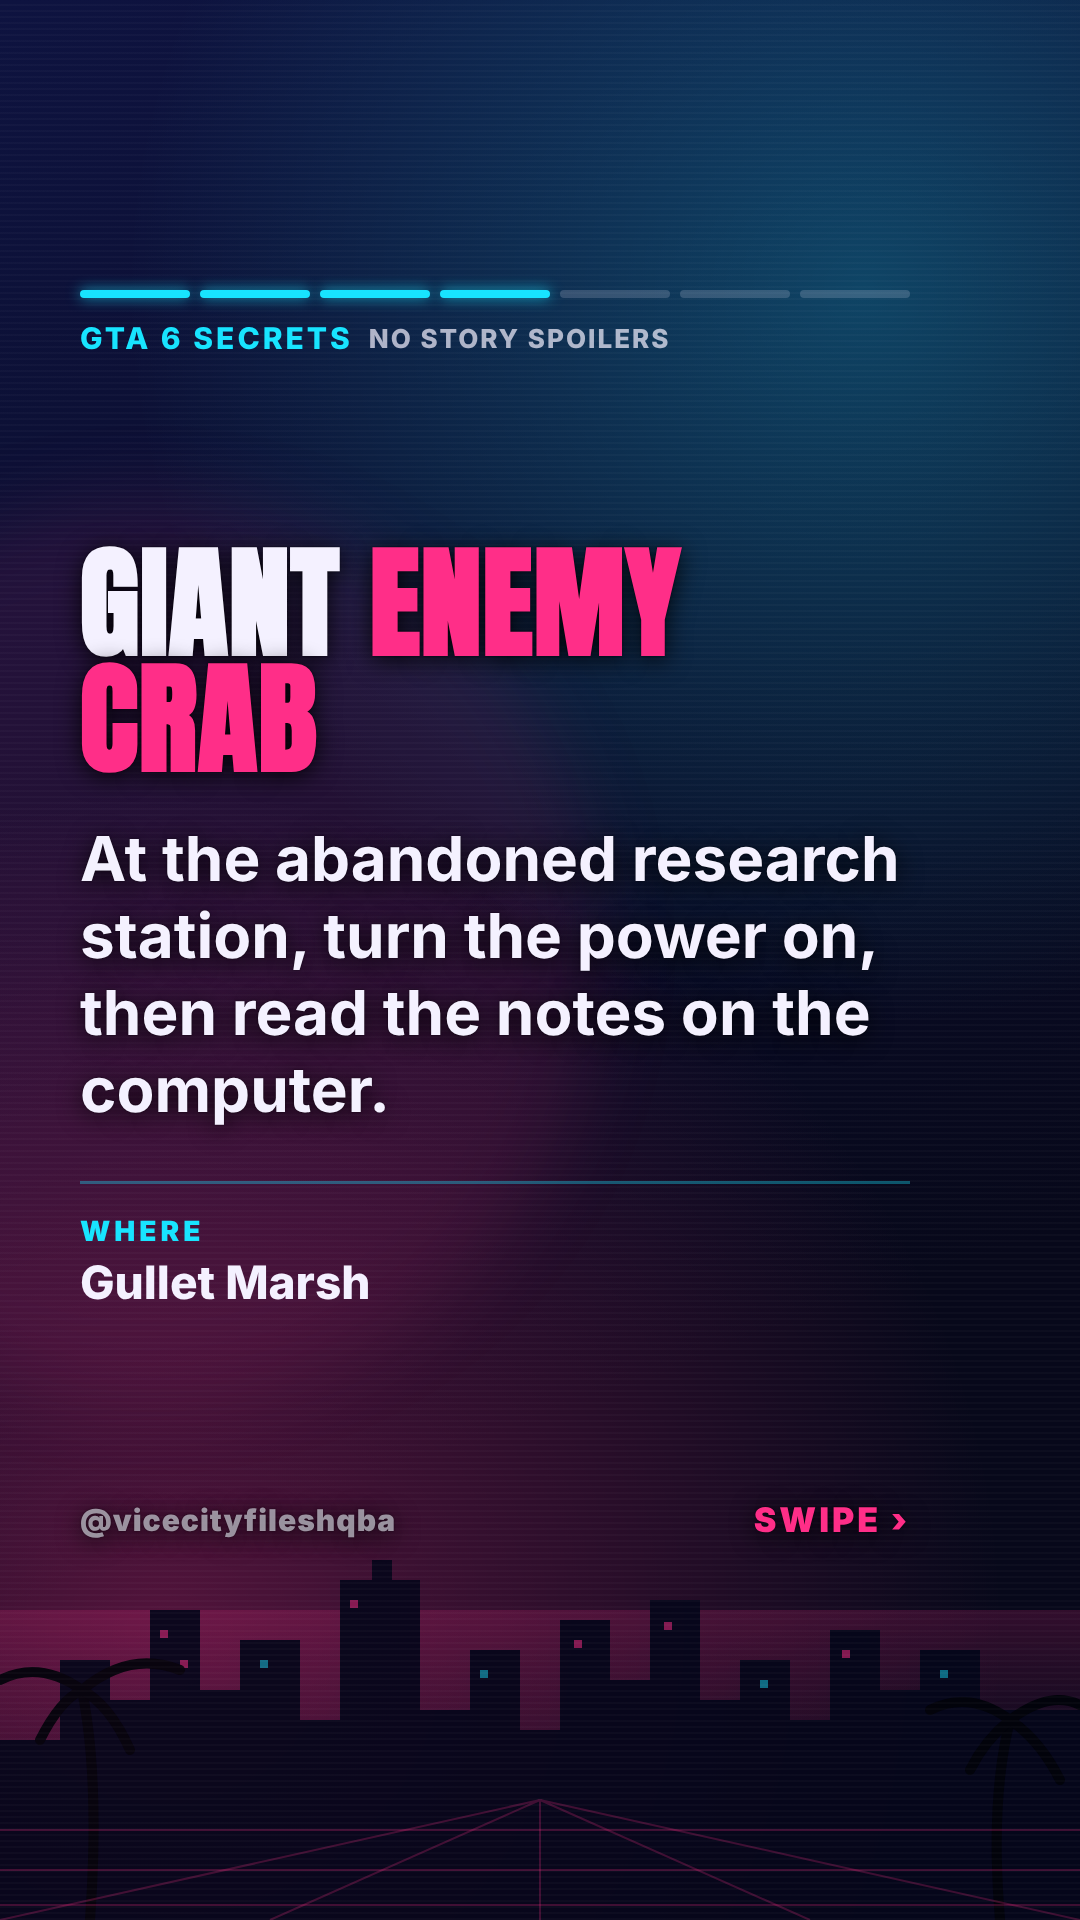 GTA 6 SECRETS NO STORY SPOILERS
GIANT ENEMY
CRAB
At the abandoned research
station, turn the power on,
then read the notes on the
computer.
WHERE
Gullet Marsh
@vicecityfileshqba
SWIPE ›